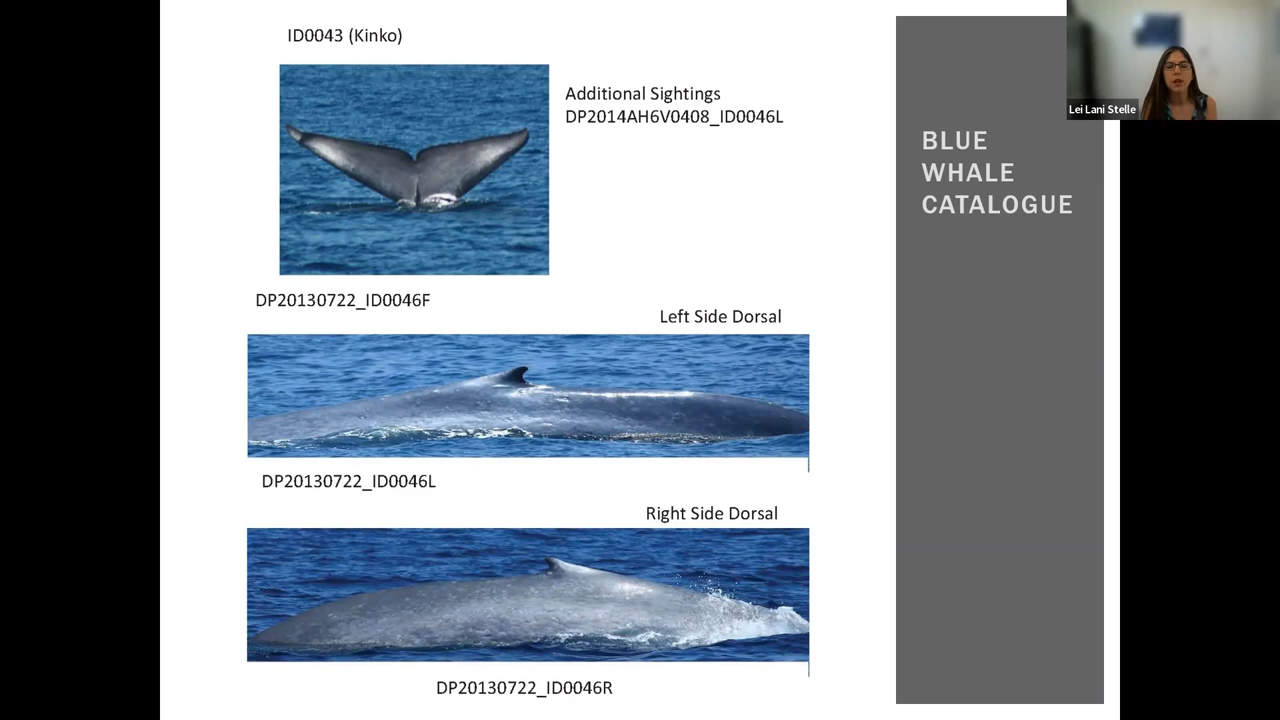 ID0043 (Kinko)
Additional Sightings
DP2014AH6V0408_ID0046L
DP20130722_ID0046F
Left Side Dorsal
DP20130722_ID0046L
Right Side Dorsal
DP20130722_ID0046R
BLUE
WHALE
CATALOGUE
Lei Lani Stelle